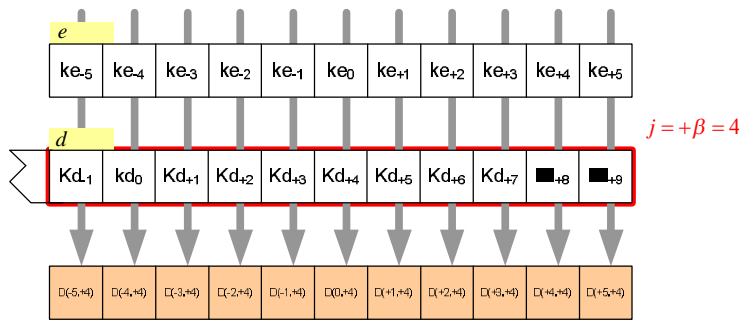 e
ke-5 ke-4 ke-3 ke-2 ke-1 ke0 ke+1 ke+2 ke+3 ke+4 ke+5
j = +β = 4
d
Kd-1 kd0 Kd+1 Kd+2 Kd+3 Kd+4 Kd+5 Kd+6 Kd+7 +8 +9
D(-5,+4) D(-4,+4) D(-3,+4) D(-2,+4) D(-1,+4) D(0,+4) D(+1,+4) D(+2,+4) D(+3,+4) D(+4,+4) D(+5,+4)